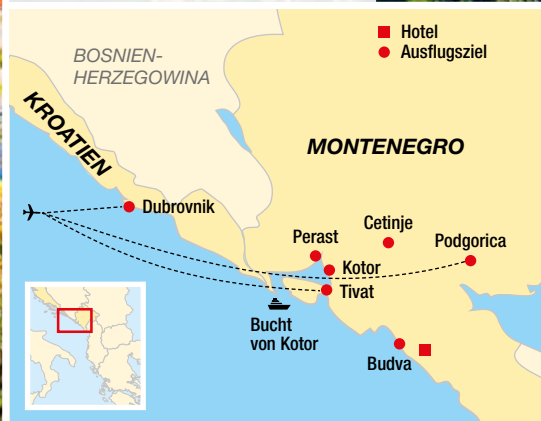 Hotel
Ausflugsziel
BOSNIEN-
HERZEGOWINA
KROATIEN
MONTENEGRO
Dubrovnik
Cetinje
Perast
Podgorica
Kotor
Tivat
Bucht
von Kotor
Budva